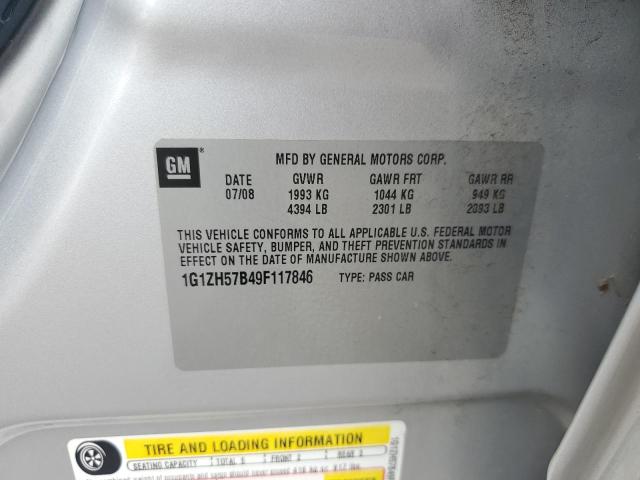 GM®
MFD BY GENERAL MOTORS CORP.
DATE GVWR GAWR FRT GAWR RR
07/08 1993 KG 1044 KG 949 KG
4394 LB 2301 LB 2093 LB
THIS VEHICLE CONFORMS TO ALL APPLICABLE U.S. FEDERAL MOTOR
VEHICLE SAFETY, BUMPER, AND THEFT PREVENTION STANDARDS IN
EFFECT ON THE DATE OF MANUFACTURE SHOWN ABOVE.
1G1ZH57B49F117846 TYPE: PASS CAR
TIRE AND LOADING INFORMATION
SEATING CAPACITY TOTAL 5 FRONT 2 REAR 3